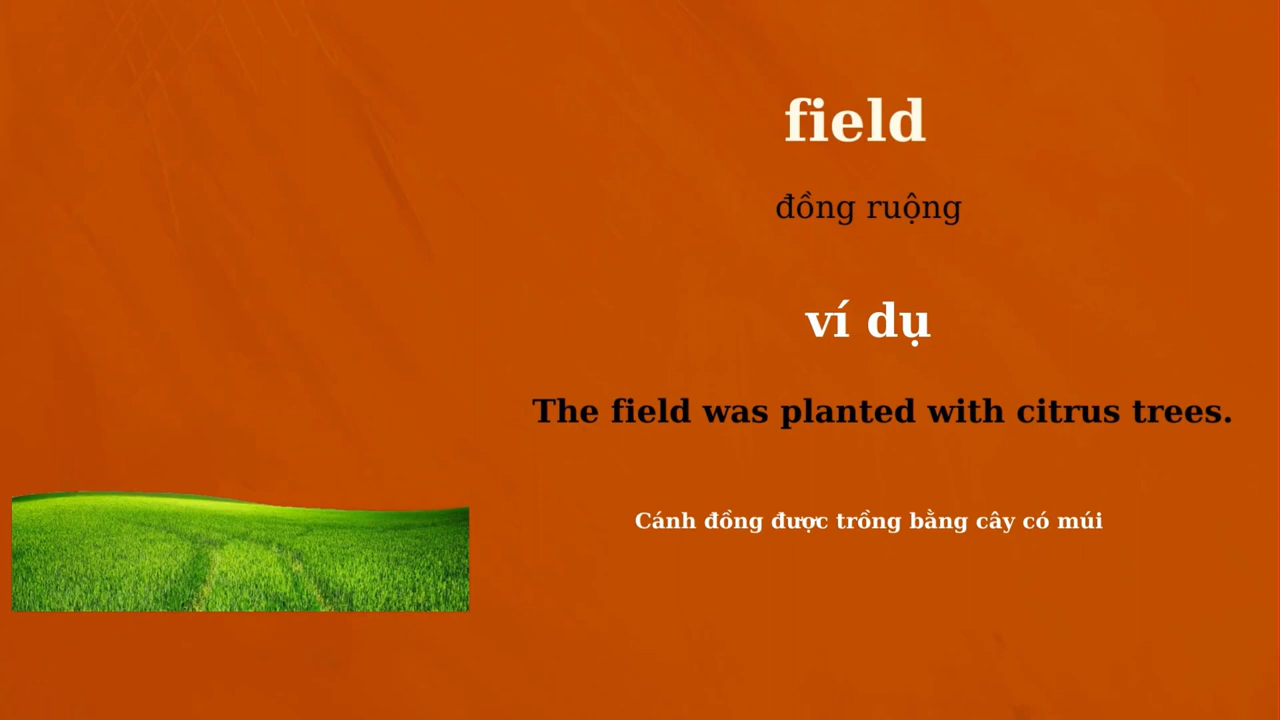 field
đồng ruộng
ví dụ
The field was planted with citrus trees.
Cánh đồng được trồng bằng cây có múi